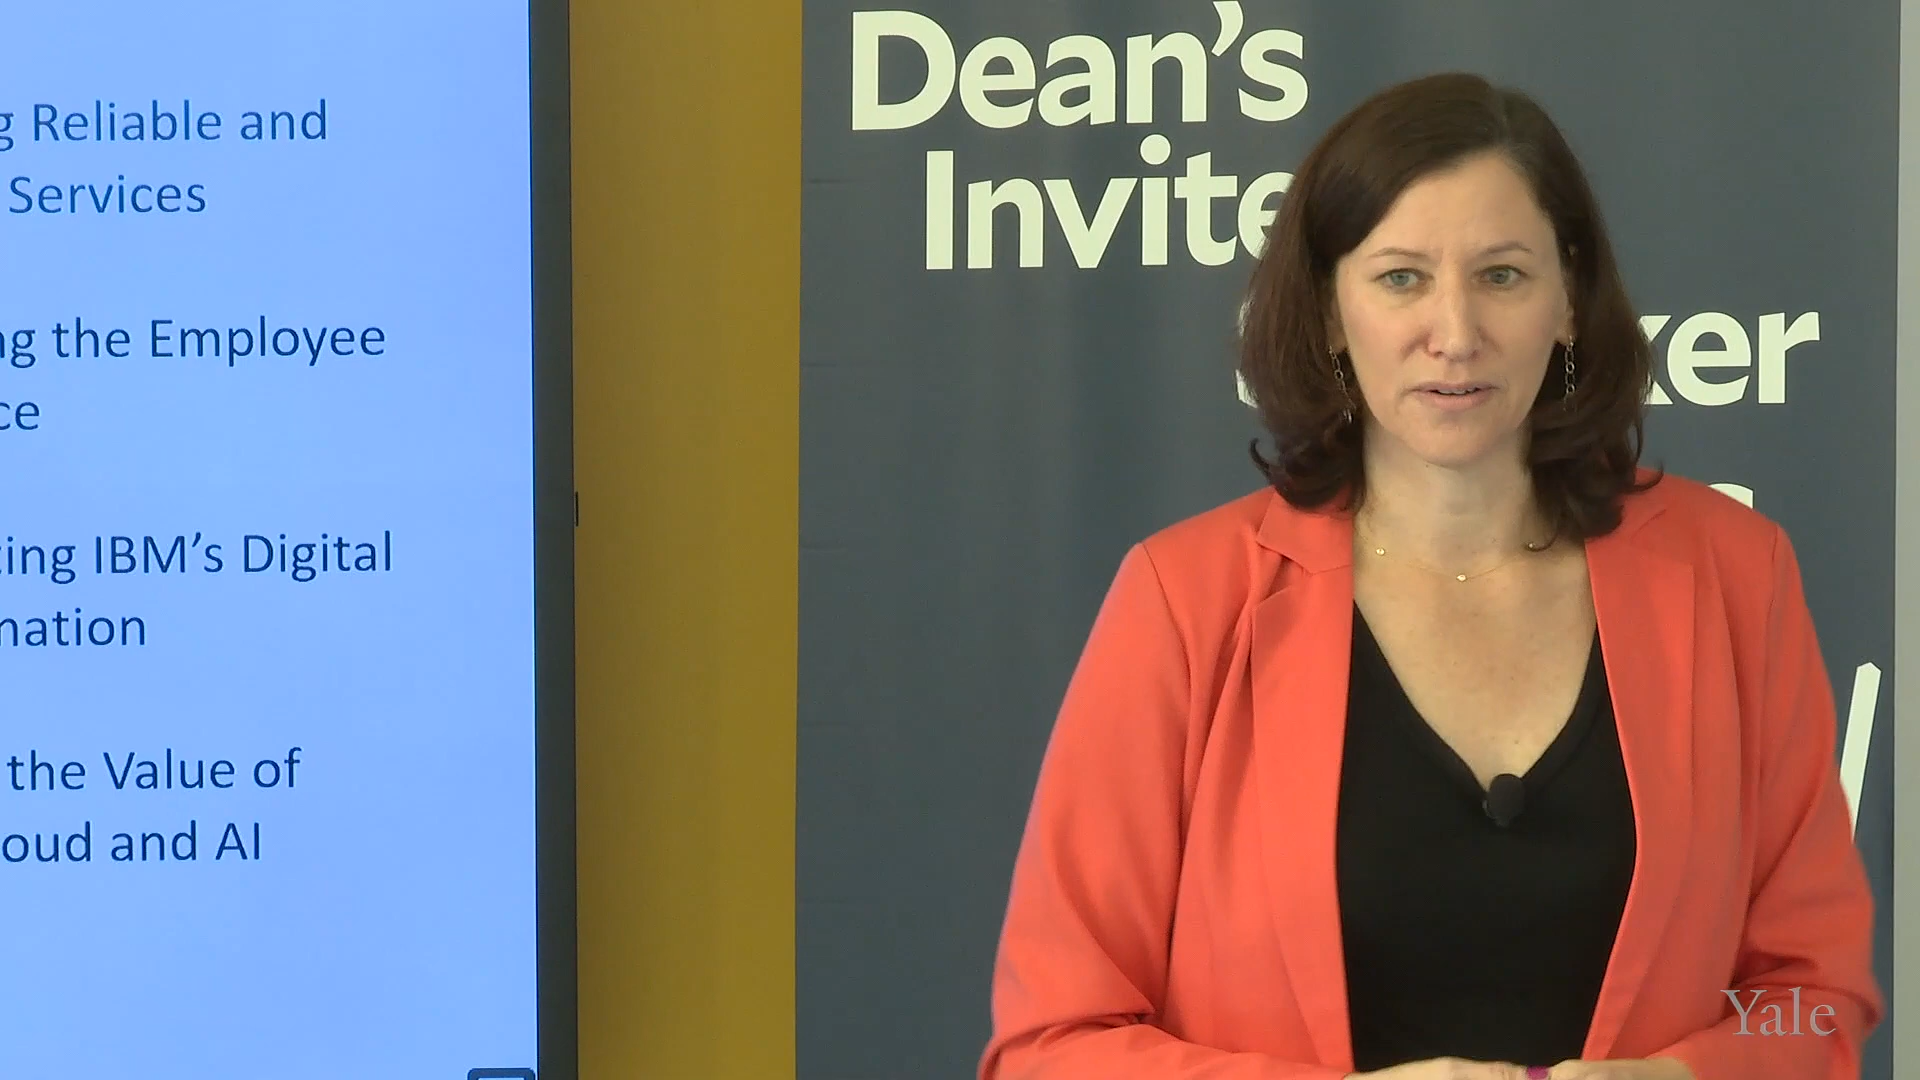 g Reliable and
Services
ng the Employee
ce
ting IBM's Digital
mation
the Value of
oud and AI
Dean's
Invite
ker
Yale